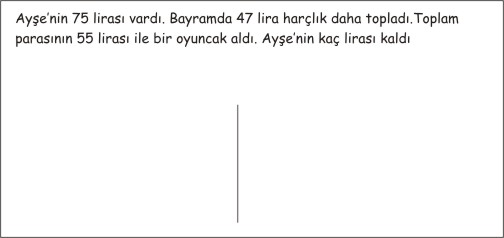 Ayşe'nin 75 lirası vardı. Bayramda 47 lira harçlık daha topladı.Toplam
parasının 55 lirası ile bir oyuncak aldı. Ayşe'nin kaç lirası kaldı